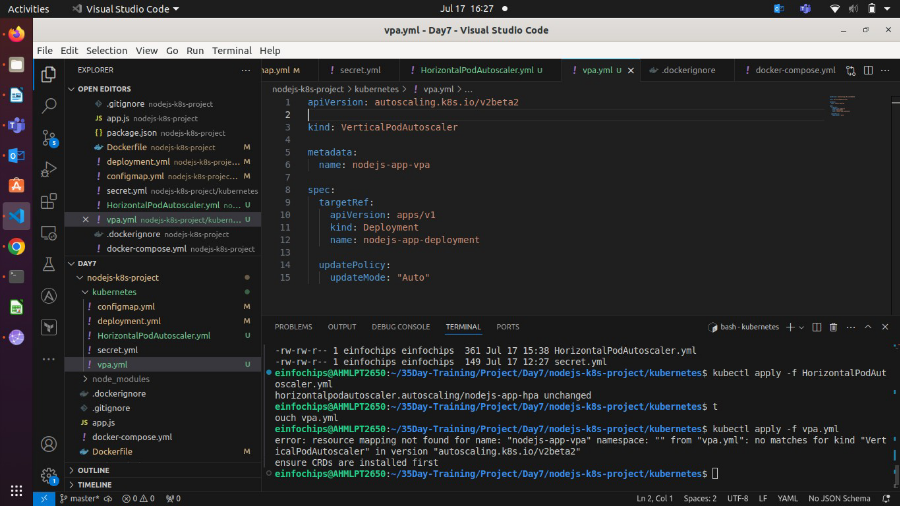 Activities
Visual Studio Code
Jul 17 16:27
vpa.yml - Day7 - Visual Studio Code
File Edit Selection View Go Run Terminal Help
EXPLORER
OPEN EDITORS
.gitignore nodejs-k8s-project
app.js nodejs-k8s-project
package.json nodejs-k8s-project
Dockerfile nodejs-k8s-project M
deployment.yml nodejs-k8s-proje... M
configmap.yml nodejs-k8s-projec... M
secret.yml nodejs-k8s-project/kubernetes
HorizontalPodAutoscaler.yml no... U
vpa.yml nodejs-k8s-project/kubern... U
.dockerignore nodejs-k8s-project
docker-compose.yml nodejs-k8s-project
DAY7
nodejs-k8s-project
kubernetes
configmap.yml M
deployment.yml M
HorizontalPodAutoscaler.yml U
secret.yml
vpa.yml U
node_modules
.dockerignore
.gitignore
app.js
docker-compose.yml
Dockerfile M
OUTLINE
TIMELINE
map.yml M
secret.yml
HorizontalPodAutoscaler.yml U
vpa.yml U
.dockerignore
docker-compose.yml
nodejs-k8s-project > kubernetes > vpa.yml > ...
1 apiVersion: autoscaling.k8s.io/v2beta2
2
3 kind: VerticalPodAutoscaler
4
5 metadata:
6 name: nodejs-app-vpa
7
8 spec:
9 targetRef:
10 apiVersion: apps/v1
11 kind: Deployment
12 name: nodejs-app-deployment
13
14 updatePolicy:
15 updateMode: "Auto"
PROBLEMS OUTPUT DEBUG CONSOLE TERMINAL PORTS
bash - kubernetes
-rw-rw-r-- 1 einfochips einfochips 361 Jul 17 15:38 HorizontalPodAutoscaler.yml
-rw-rw-r-- 1 einfochips einfochips 149 Jul 17 12:27 secret.yml
einfochips@AHMLPT2650:~/35Day-Training/Project/Day7/nodejs-k8s-project/kubernetes$ kubectl apply -f HorizontalPodAut
oscaler.yml
horizontalpodautoscaler.autoscaling/nodejs-app-hpa unchanged
einfochips@AHMLPT2650:~/35Day-Training/Project/Day7/nodejs-k8s-project/kubernetes$ t
ouch vpa.yml
einfochips@AHMLPT2650:~/35Day-Training/Project/Day7/nodejs-k8s-project/kubernetes$ kubectl apply -f vpa.yml
error: resource mapping not found for name: "nodejs-app-vpa" namespace: "" from "vpa.yml": no matches for kind "Vert
icalPodAutoscaler" in version "autoscaling.k8s.io/v2beta2"
ensure CRDs are installed first
einfochips@AHMLPT2650:~/35Day-Training/Project/Day7/nodejs-k8s-project/kubernetes$
master* 0 0 0 Ln 2, Col 1 Spaces: 2 UTF-8 LF YAML No JSON Schema